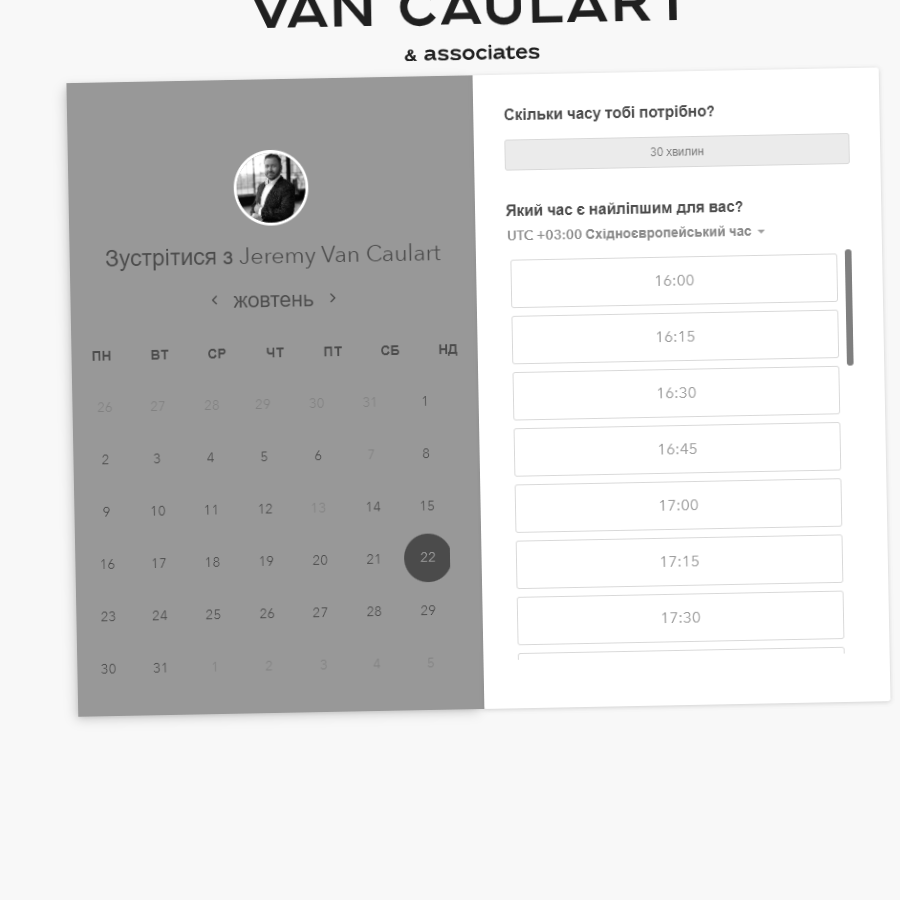 VAN CAULART
& associates
Зустрітися з Jeremy Van Caulart
жовтень
ПН ВТ СР ЧТ ПТ СБ НД
26 27 28 29 30 31 1
2 3 4 5 6 7 8
9 10 11 12 13 14 15
16 17 18 19 20 21 22
23 24 25 26 27 28 29
30 31 1 2 3 4 5
Скільки часу тобі потрібно?
30 хвилин
Який час є найліпшим для вас?
UTC +03:00 Східноєвропейський час
16:00
16:15
16:30
16:45
17:00
17:15
17:30